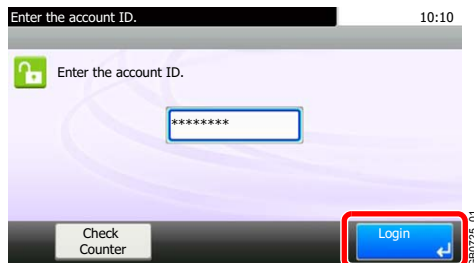 Enter the account ID.
10:10
Enter the account ID.
********
Check
Counter
Login